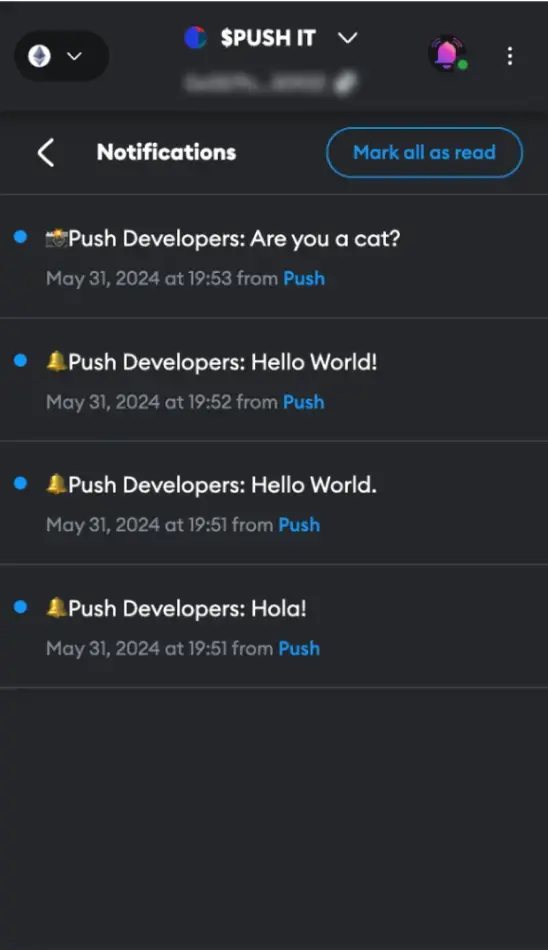 $PUSH IT
Notifications
Mark all as read
📸Push Developers: Are you a cat?
May 31, 2024 at 19:53 from Push
🔔Push Developers: Hello World!
May 31, 2024 at 19:52 from Push
🔔Push Developers: Hello World.
May 31, 2024 at 19:51 from Push
🔔Push Developers: Hola!
May 31, 2024 at 19:51 from Push